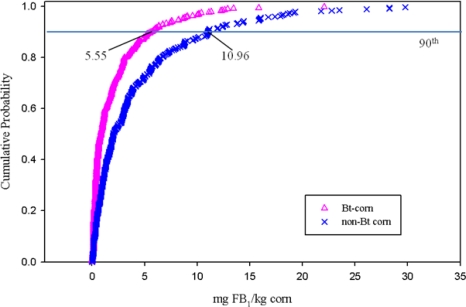 1.0
0.8
0.6
0.4
0.2
0.0
Cumulative Probability
5.55
10.96
90th
Bt-corn
non-Bt corn
0 5 10 15 20 25 30 35
mg FB1/kg corn